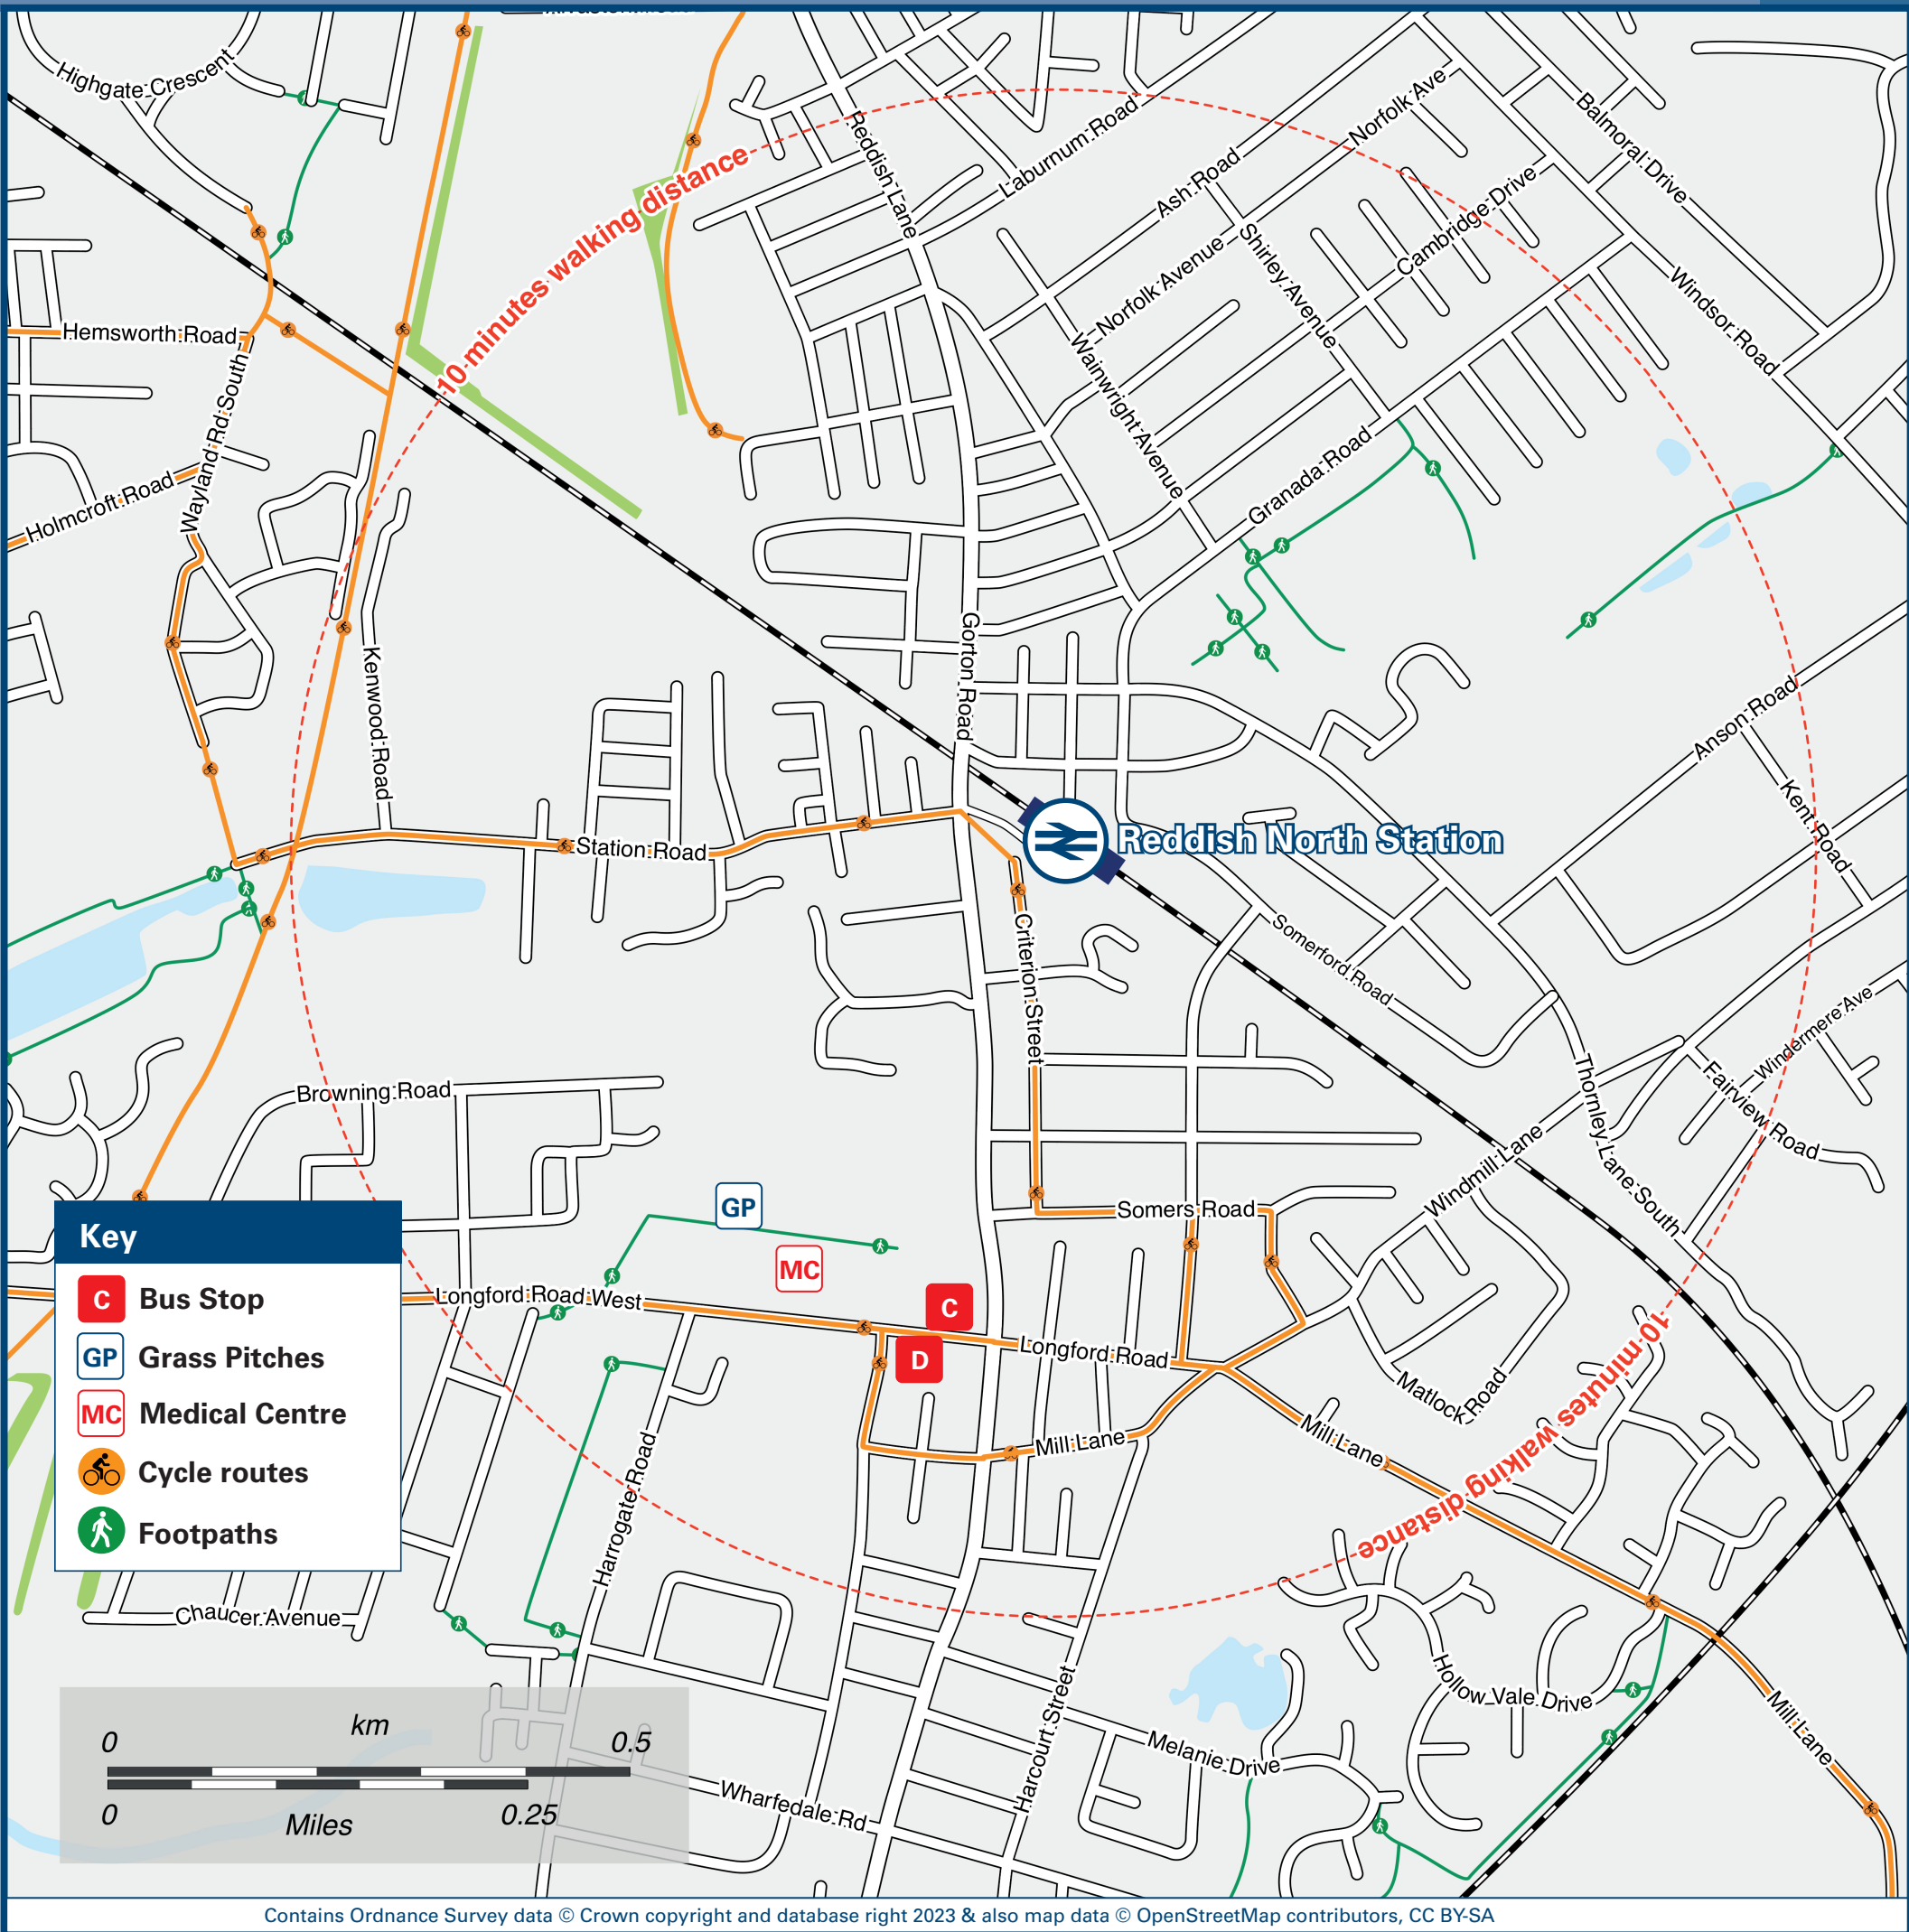 Highgate Crescent
Reddish Lane
Laburnum Road
Norfolk Ave
Balmoral Drive
10 minutes walking distance
Ash Road
Cambridge Drive
Shirley Avenue
Norfolk Avenue
Windsor Road
Hemsworth Road
Wainwright Avenue
Wayland Rd South
Granada Road
Holmcroft Road
Kenwood Road
Gorton Road
Anson Road
Kent Road
Station Road
Reddish North Station
Criterion Street
Somerford Road
Windermere Ave
Fairview Road
Thornley Lane South
Browning Road
Windmill Lane
GP
Somers Road
MC
C
Longford Road West
D
Longford Road
Matlock Road
Mill Lane
Mill Lane
10 minutes walking distance
Harrogate Road
Key
C Bus Stop
GP Grass Pitches
MC Medical Centre
Cycle routes
Footpaths
Chaucer Avenue
Hollow Vale Drive
Mill Lane
Melanie Drive
Harcourt Street
Wharfedale Rd
km
0 0.5
0 0.25
Miles
Contains Ordnance Survey data © Crown copyright and database right 2023 & also map data © OpenStreetMap contributors, CC BY-SA